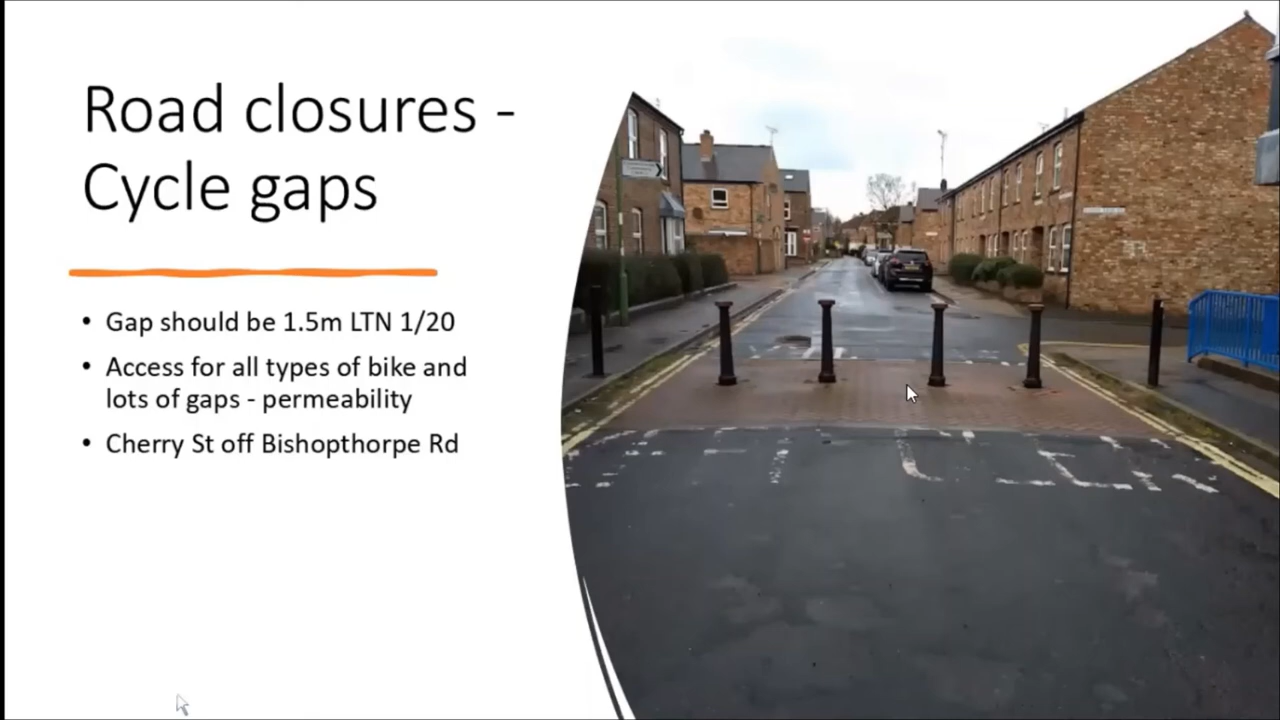 Road closures -
Cycle gaps
• Gap should be 1.5m LTN 1/20
• Access for all types of bike and
lots of gaps - permeability
• Cherry St off Bishopthorpe Rd